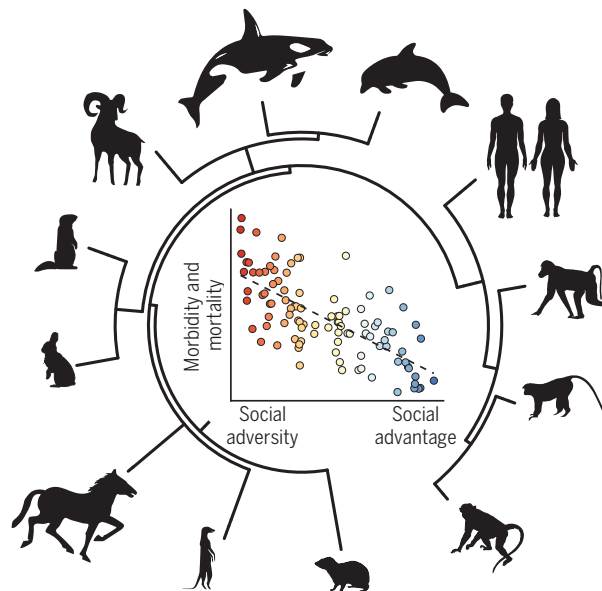 Morbidity and
mortality
Social
adversity
Social
advantage